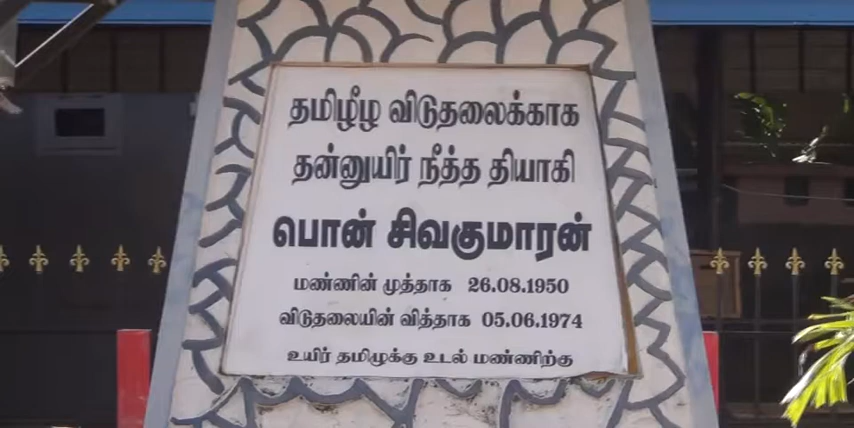 தமிழீழ விடுதலைக்காக
தன்னுயிர் நீத்த தியாகி
பொன் சிவகுமாரன்
மண்ணின் முத்தாக 26.08.1950
விடுதலையின் வித்தாக 05.06.1974
உயிர் தமிழுக்கு உடல் மண்ணிற்கு